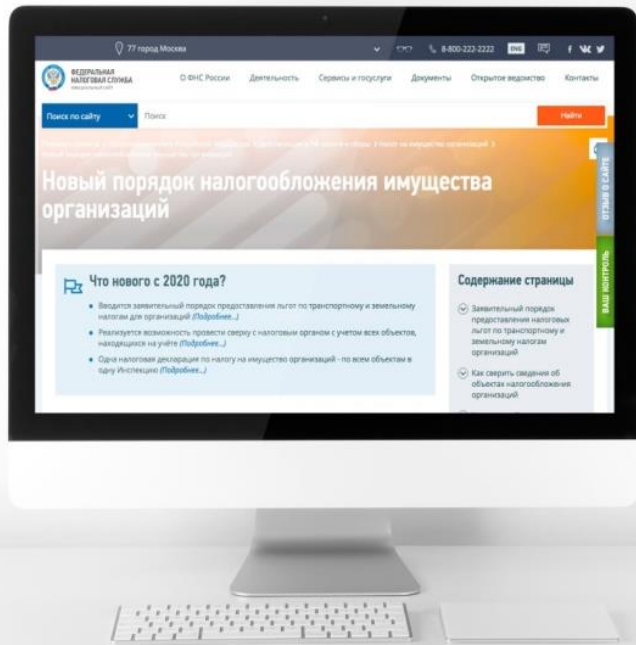 77 город Москва
8-800-222-2222
ENG
ФЕДЕРАЛЬНАЯ
НАЛОГОВАЯ СЛУЖБА
О ФНС России Деятельность Сервисы и госуслуги Документы Открытое ведомство Контакты
Поиск по сайту Поиск Найти
Новый порядок налогообложения имущества
организаций
ОТЗЫВ О САЙТЕ
ВАШ КОНТРОЛЬ
Что нового с 2020 года?
Вводится заявительный порядок предоставления льгот по транспортному и земельному
налогам для организаций (Подробнее...)
Реализуется возможность провести сверку с налоговым органом с учетом всех объектов,
находящихся на учёте (Подробнее...)
Одна налоговая декларация по налогу на имущество организаций - по всем объектам в
одну Инспекцию (Подробнее...)
Содержание страницы
Заявительный порядок
предоставления налоговых
льгот по транспортному и
земельному налогам
организаций
Как сверить сведения об
объектах налогообложения
организаций